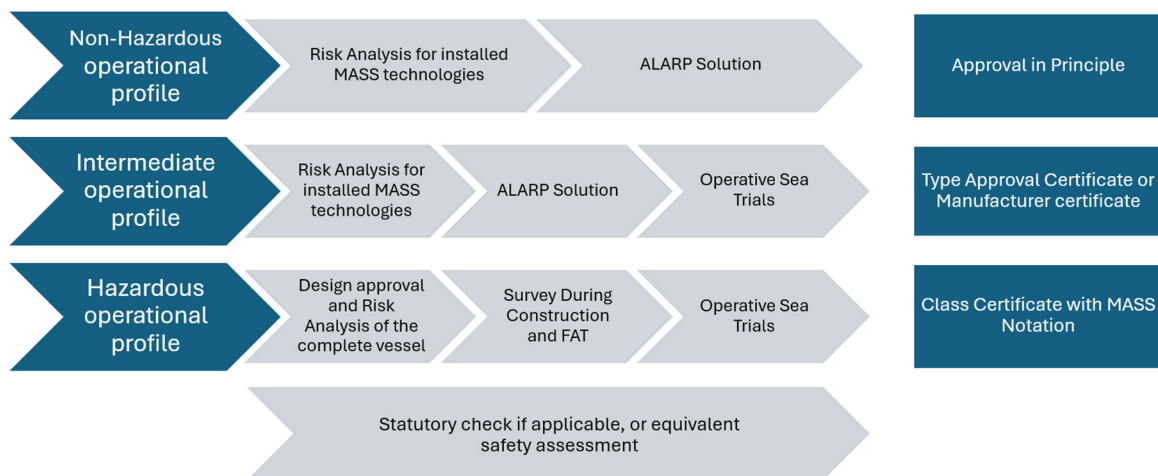 Non-Hazardous
operational
profile
Risk Analysis for installed
MASS technologies
ALARP Solution
Approval in Principle
Intermediate
operational
profile
Risk Analysis for
installed MASS
technologies
ALARP Solution
Operative Sea
Trials
Type Approval Certificate or
Manufacturer certificate
Hazardous
operational
profile
Design approval
and Risk
Analysis of the
complete vessel
Survey During
Construction
and FAT
Operative Sea
Trials
Class Certificate with MASS
Notation
Statutory check if applicable, or equivalent
safety assessment